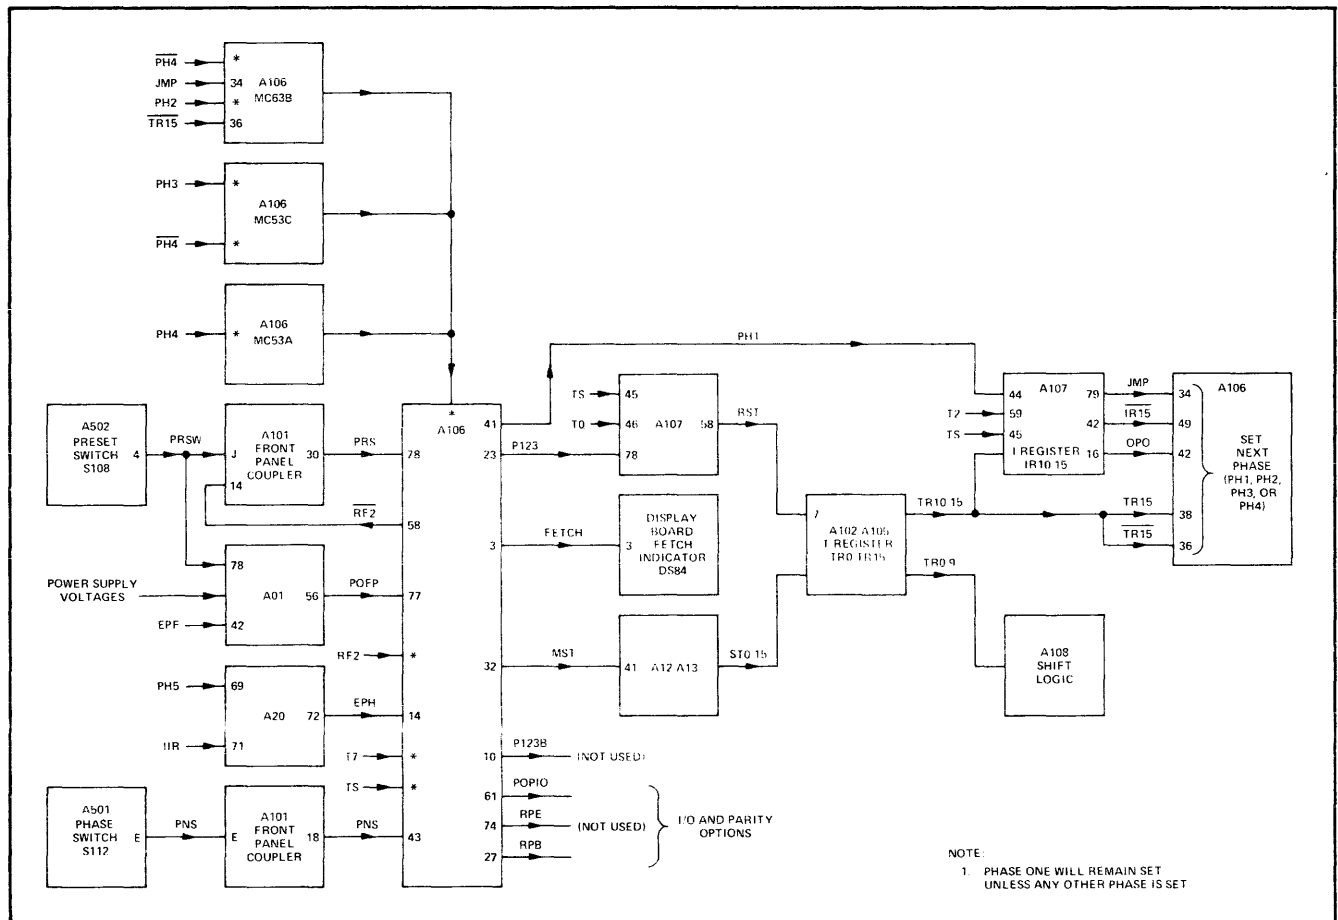 PH4
JMP
PH2
TR15
*
34
*
36
A106
MC63B
PH3
PH4
*
*
A106
MC53C
PH4
*
A106
MC53A
A502
PRESET
SWITCH
S108
4
PRSW
J
14
A101
FRONT
PANEL
COUPLER
30
PRS
RF2
POWER SUPPLY
VOLTAGES
EPF
78
42
A01
56
POFP
RF2
PH5
IIR
69
71
A20
72
EPH
T7
TS
A501
PHASE
SWITCH
S112
E
PNS
E
A101
FRONT
PANEL
COUPLER
18
PNS
*
A106
78
58
77
*
14
*
*
43
41
23
3
32
10
61
74
27
PH1
P123
FETCH
MST
P123B
(NOT USED)
POPIO
RPE
(NOT USED)
RPB
I/O AND PARITY
OPTIONS
TS
T0
45
46
78
A107
58
RST
3
DISPLAY
BOARD
FETCH
INDICATOR
DS84
41
A12 A13
ST0 15
7
A102 A105
T REGISTER
TR0 TR15
TR10 15
TR0 9
A108
SHIFT
LOGIC
T2
TS
44
59
45
A107
I REGISTER
IR10 15
79
42
16
JMP
IR15
OPO
TR15
TR15
34
49
42
38
36
A106
SET
NEXT
PHASE
(PH1, PH2,
PH3, OR
PH4)
NOTE:
1. PHASE ONE WILL REMAIN SET
UNLESS ANY OTHER PHASE IS SET